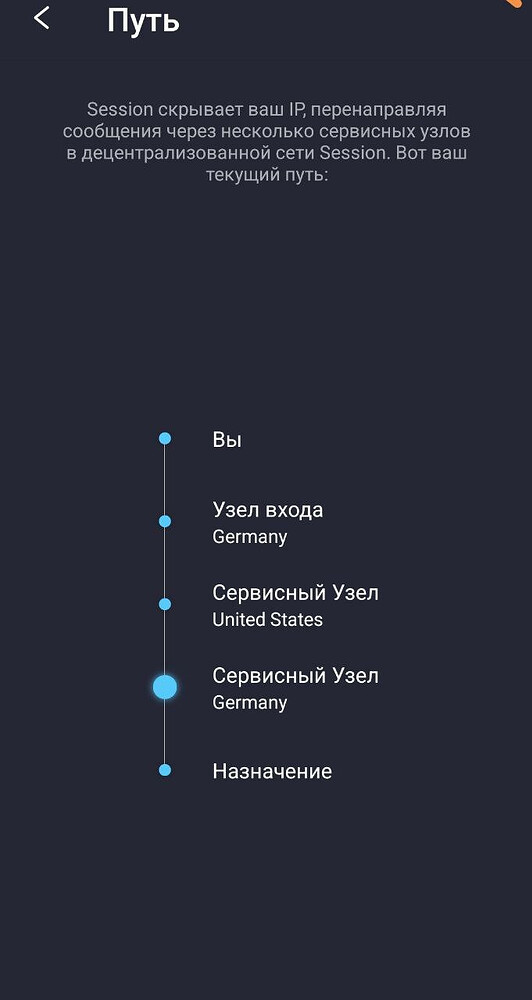 Путь
Session скрывает ваш IP, перенаправляя
сообщения через несколько сервисных узлов
в децентрализованной сети Session. Вот ваш
текущий путь:
Вы
Узел входа
Germany
Сервисный Узел
United States
Сервисный Узел
Germany
Назначение